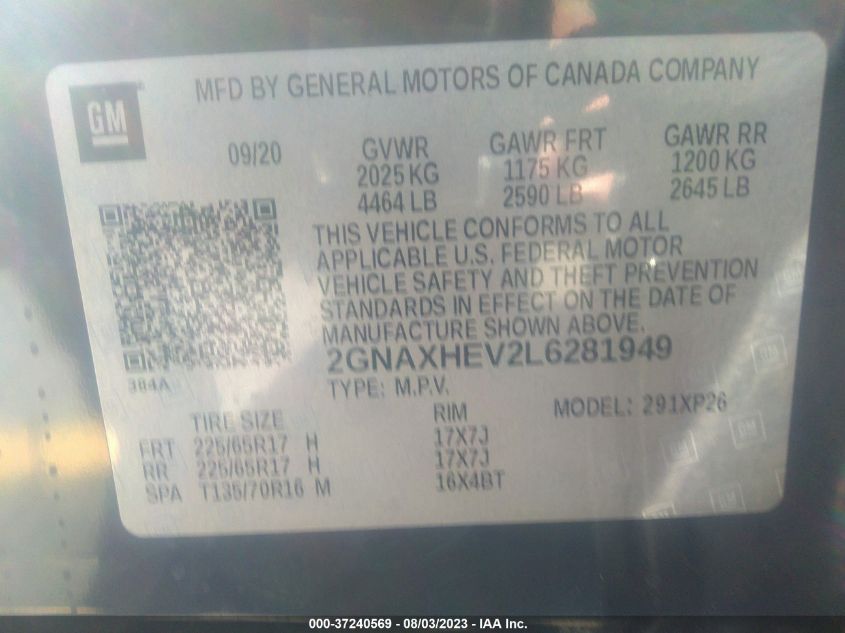 GM
MFD BY GENERAL MOTORS OF CANADA COMPANY
09/20
GVWR
2025 KG
4464 LB
GAWR FRT
1175 KG
2590 LB
GAWR RR
1200 KG
2645 LB
THIS VEHICLE CONFORMS TO ALL
APPLICABLE U.S. FEDERAL MOTOR
VEHICLE SAFETY AND THEFT PREVENTION
STANDARDS IN EFFECT ON THE DATE OF
MANUFACTURE SHOWN ABOVE.
2GNAXHEV2L6281949
384A
TYPE: M.P.V.
MODEL: 291XP26
TIRE SIZE RIM
FRT 225/65R17 H 17X7J
RR 225/65R17 H 17X7J
SPA T135/70R16 M 16X4BT
000-37240569 - 08/03/2023 - IAA Inc.